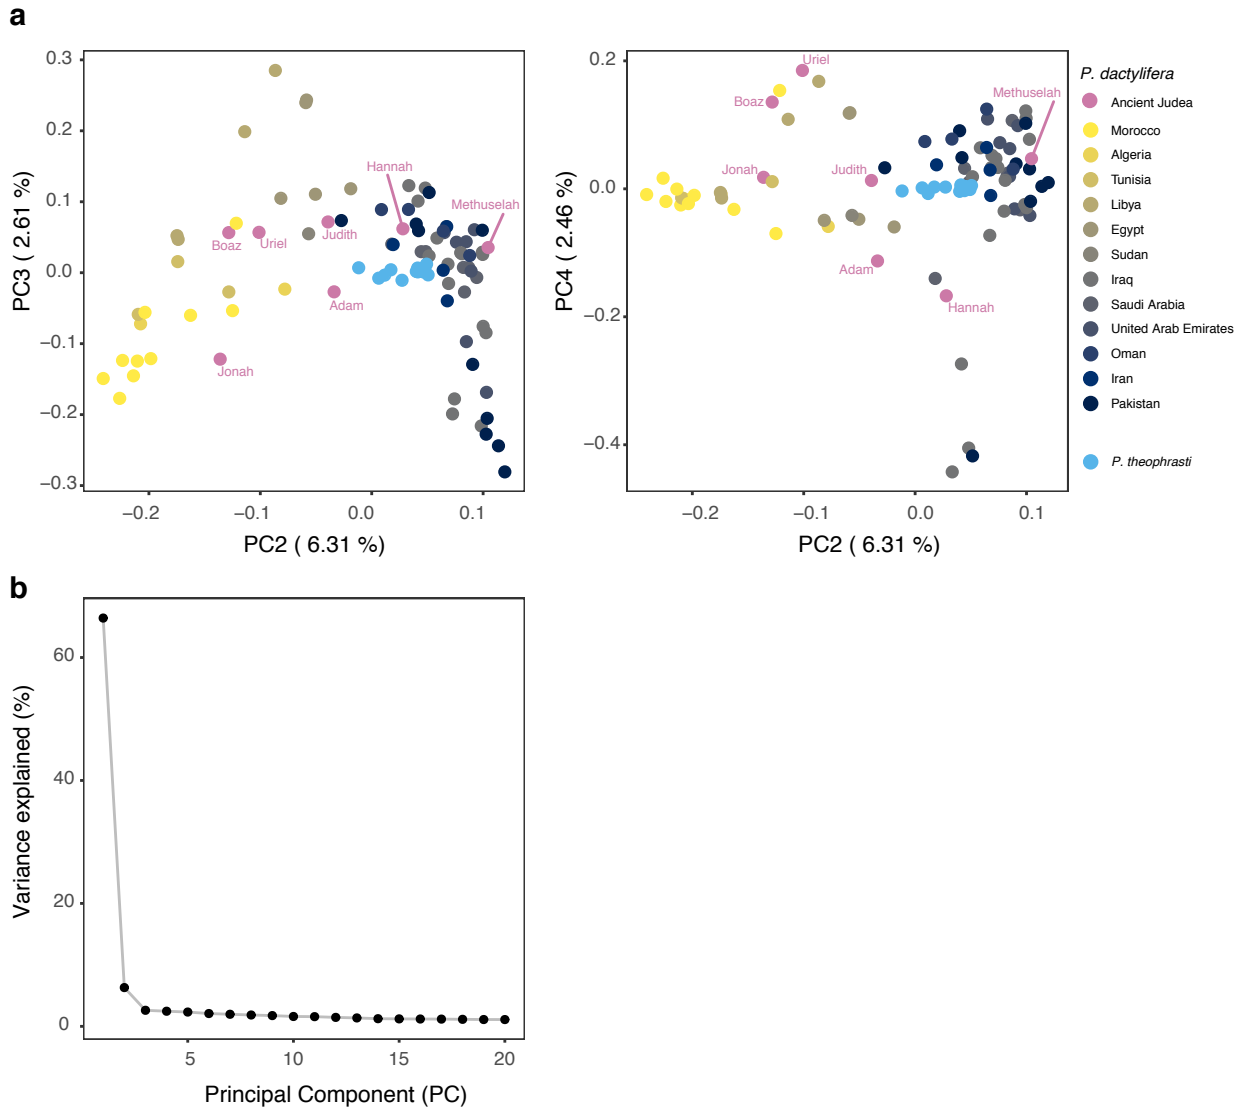 a
0.3
0.2
0.1
0.0
−0.1
−0.2
−0.3
PC3 ( 2.61 %)
−0.2
−0.1
0.0
0.1
PC2 ( 6.31 %)
Hannah
Methuselah
Boaz
Uriel
Judith
Adam
Jonah
0.2
0.0
−0.2
−0.4
PC4 ( 2.46 %)
−0.2
−0.1
0.0
0.1
PC2 ( 6.31 %)
Uriel
Boaz
Methuselah
Jonah
Judith
Adam
Hannah
P. dactylifera
Ancient Judea
Morocco
Algeria
Tunisia
Libya
Egypt
Sudan
Iraq
Saudi Arabia
United Arab Emirates
Oman
Iran
Pakistan
P. theophrasti
b
60
40
20
0
Variance explained (%)
5
10
15
20
Principal Component (PC)